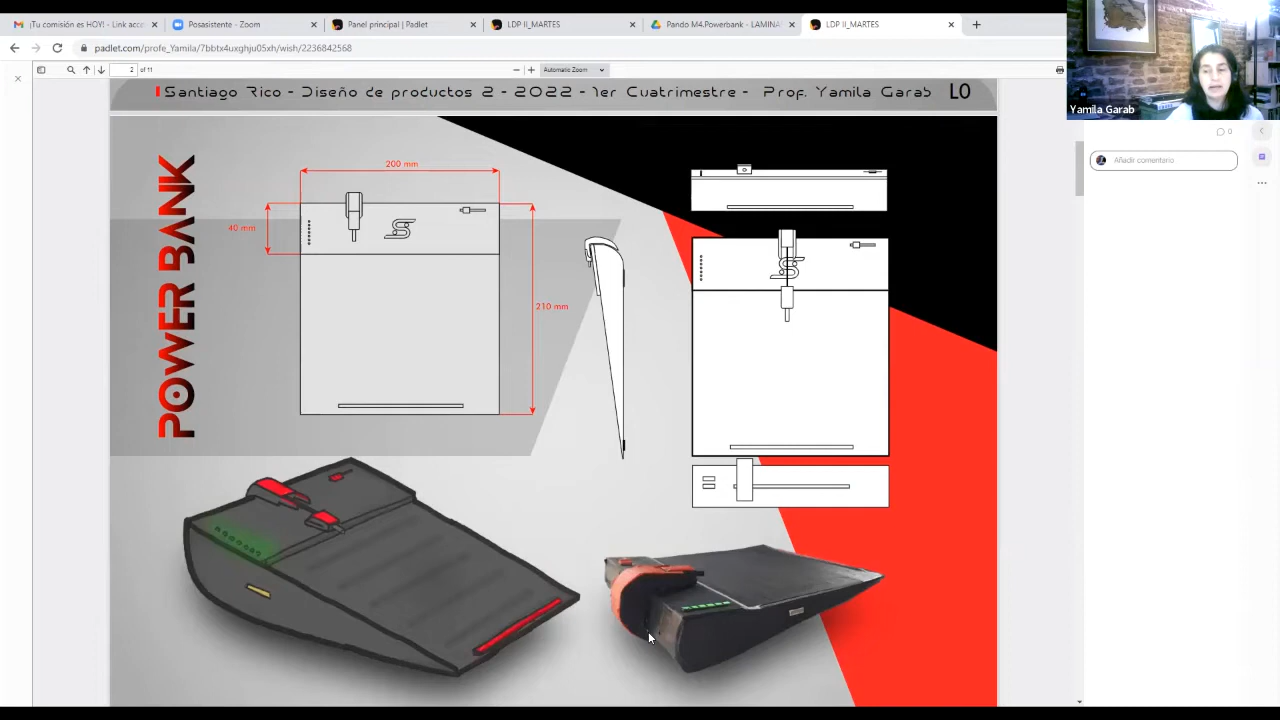 ¡Tu comisión es HOY! - Link acce
Posasistente - Zoom
Panel principal | Padlet
LDP II_MARTES
Pando M4.Powerbank - LAMINA
LDP II_MARTES
padlet.com/profe_Yamila/7bbtx4uxghju05xh/wish/2236842568
2 of 11
Automatic Zoom
Yamila Garab
Santiago Rico - Diseño de productos 2 - 2022 - 1er Cuatrimestre - Prof. Yamila Garab L0
0
Añadir comentario
POWER BANK
200 mm
40 mm
210 mm